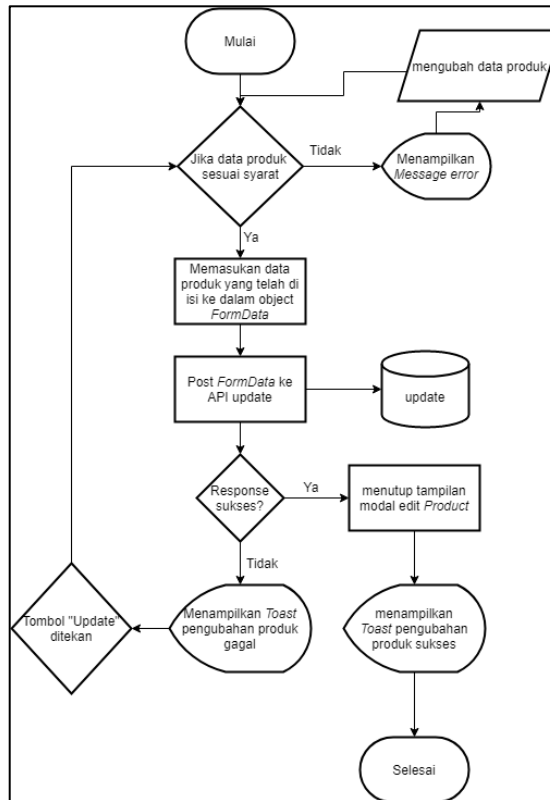 Mulai
mengubah data produk
Jika data produk
sesuai syarat
Tidak
Menampilkan
Message error
Ya
Memasukan data
produk yang telah di
isi ke dalam object
FormData
Post FormData ke
API update
update
Response
sukses?
Ya
menutup tampilan
modal edit Product
Tidak
Tombol "Update"
ditekan
Menampilkan Toast
pengubahan produk
gagal
menampilkan
Toast pengubahan
produk sukses
Selesai